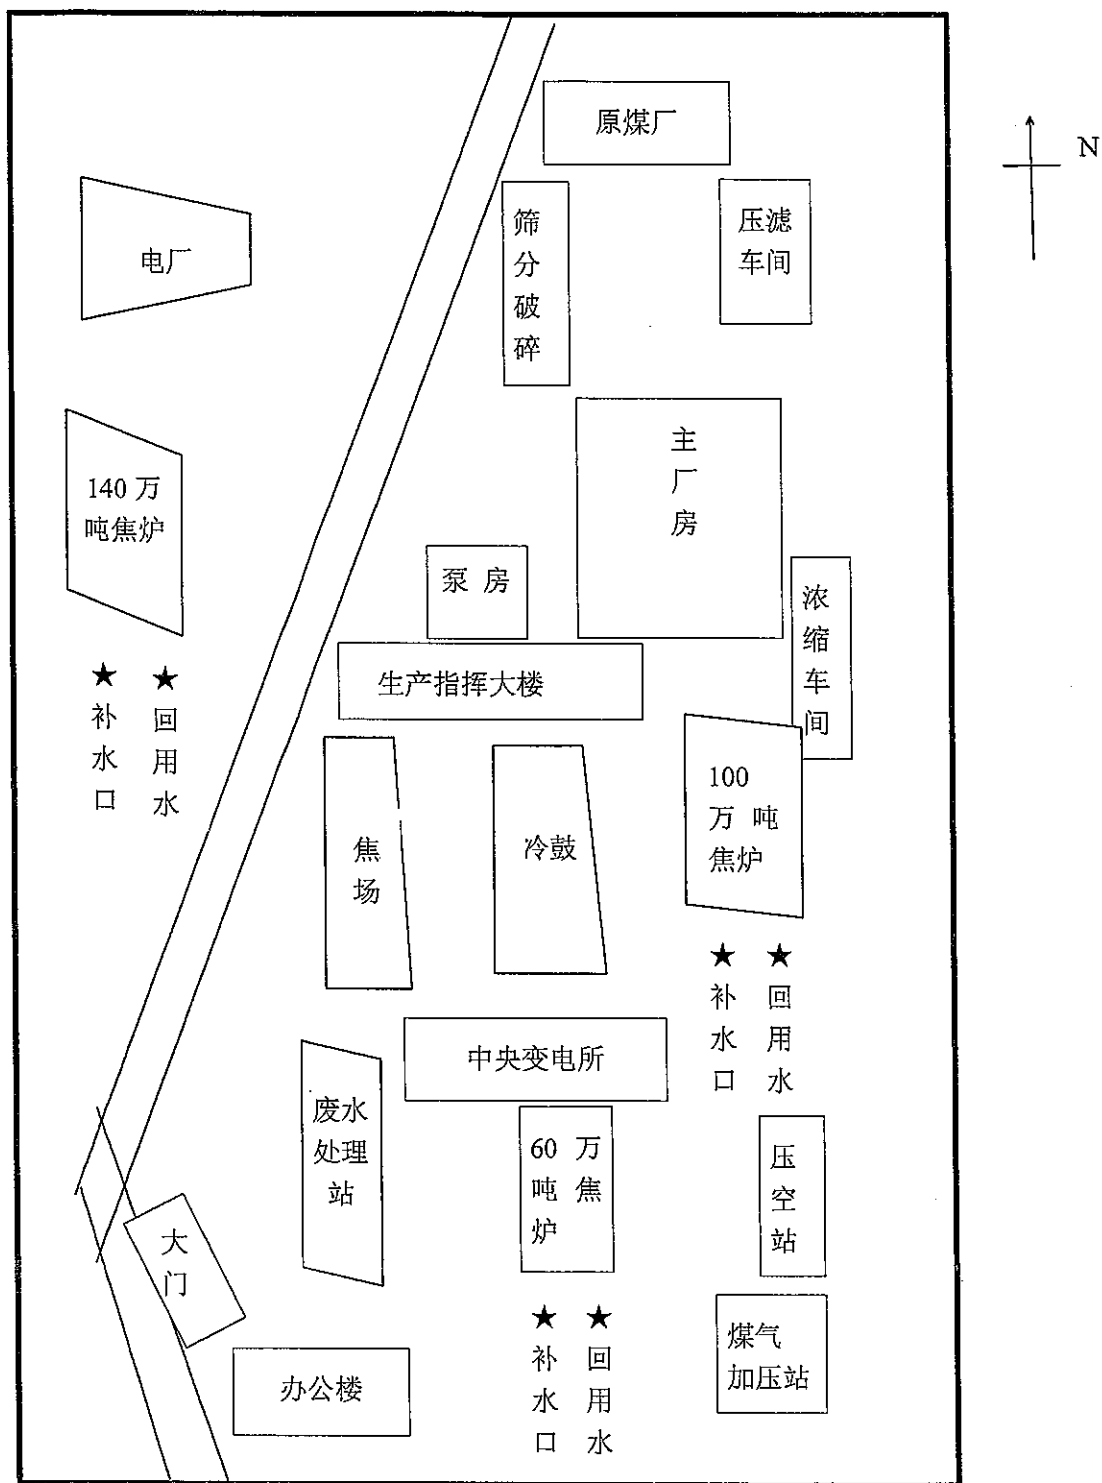 原煤厂
N
筛
分
破
碎
压滤
车间
电厂
主
厂
房
140 万
吨焦炉
泵 房
浓
缩
车
间
生产指挥大楼
★ ★
补 回
水 用
口 水
100
万 吨
焦炉
焦
场
冷鼓
★ ★
补 回
水 用
口 水
中央变电所
废水
处理
站
60 万
吨 焦
炉
压
空
站
大
门
★ ★
补 回
水 用
口 水
煤气
加压站
办公楼